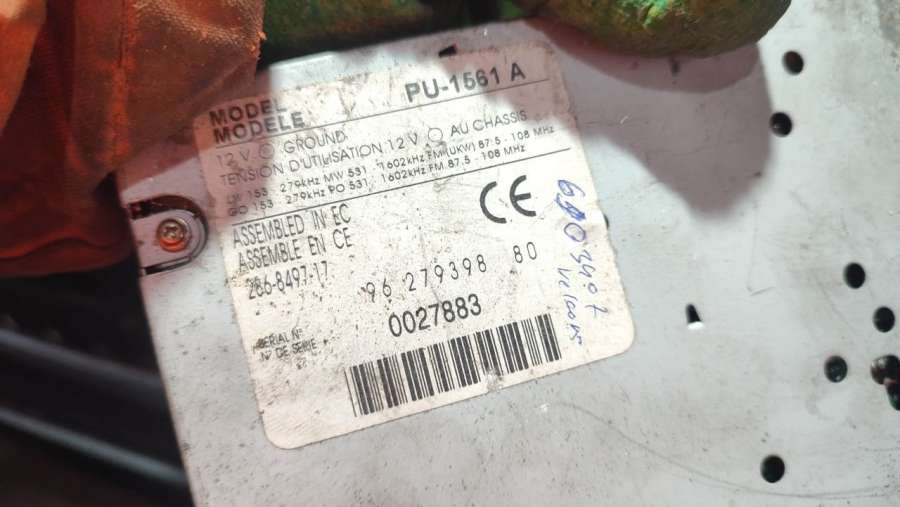 MODEL
MODELE
PU-1561 A
12 V ⊖ GROUND
TENSION D'UTILISATION 12 V ⊖ AU CHASSIS
LW 153 - 279kHz MW 531 - 1602kHz FM(UKW) 87.5 - 108 MHz
GO 153 - 279kHz PO 531 - 1602kHz FM 87.5 - 108 MHz
ASSEMBLED IN EC
ASSEMBLE EN CE
CE
286-8497-17
96 279398 80
SERIAL N°
N° DE SERIE
0027883